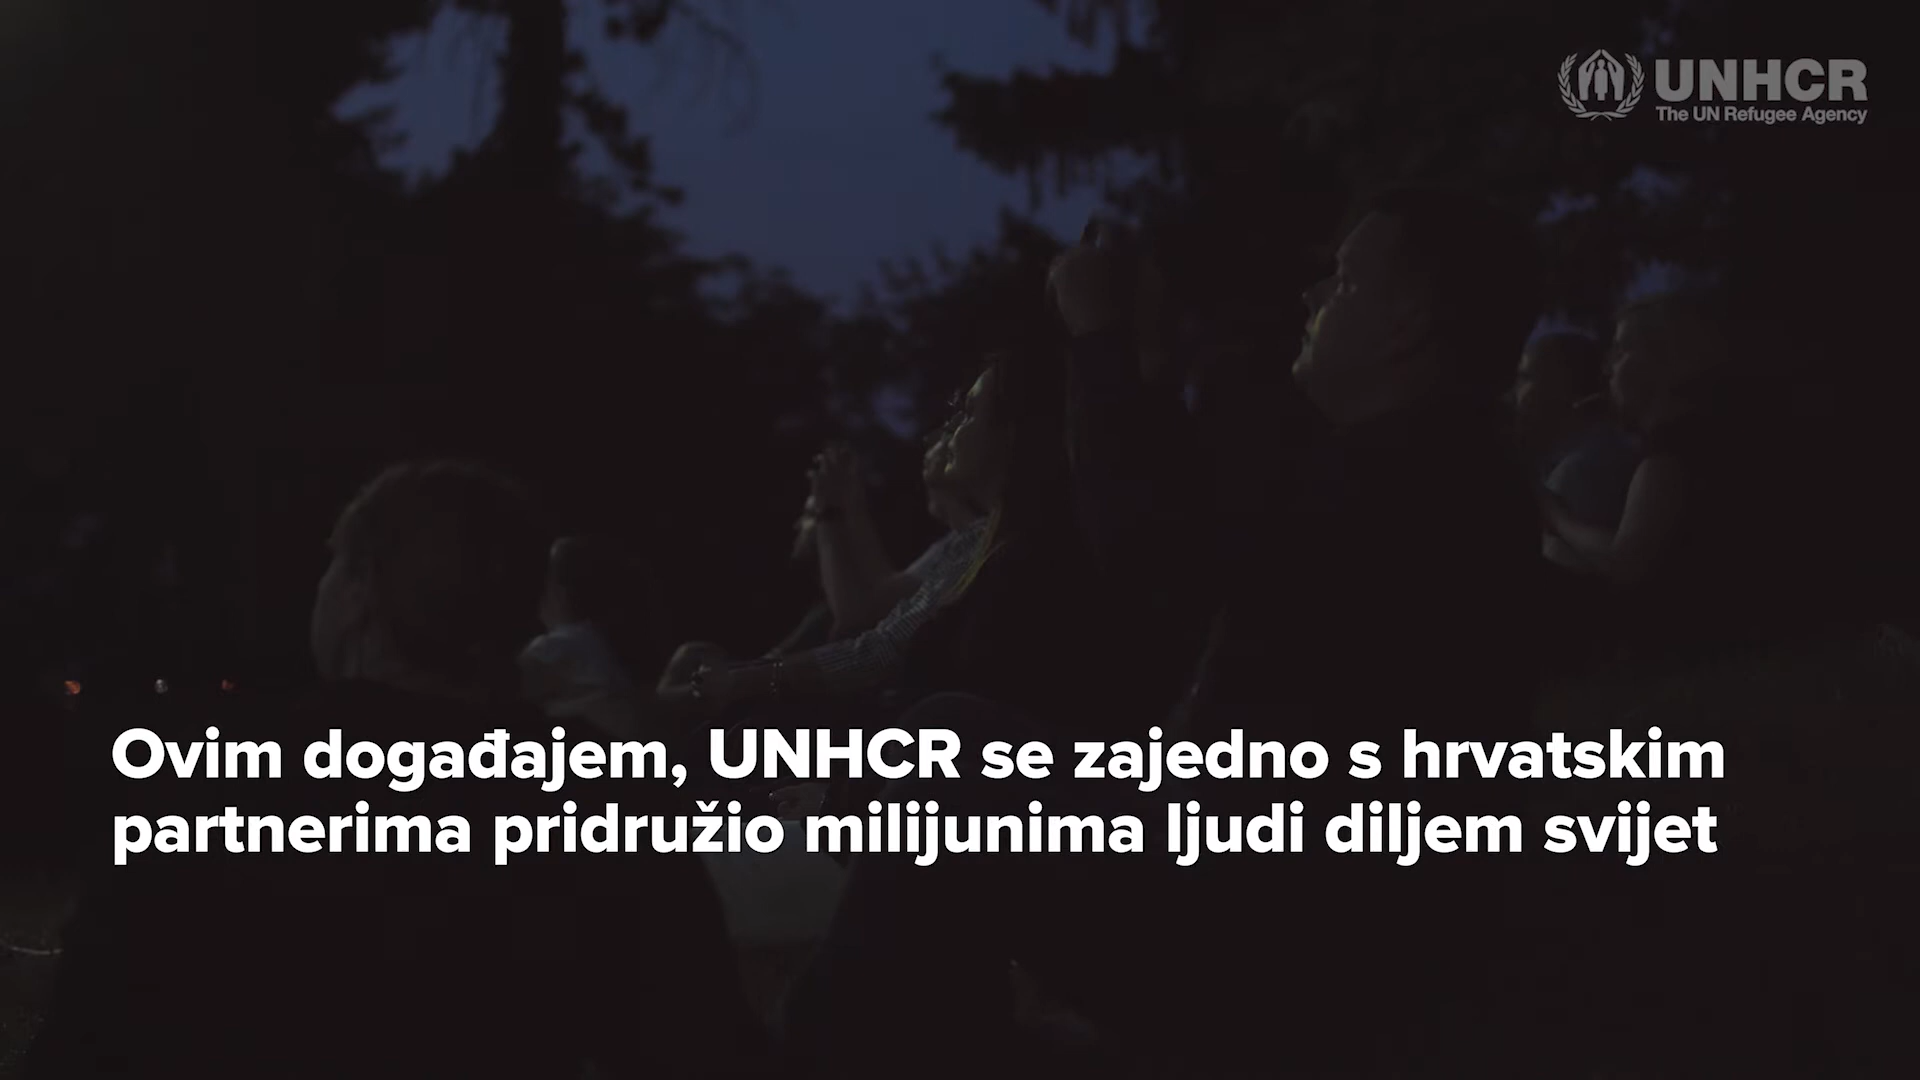 UNHCR
The UN Refugee Agency
Ovim događajem, UNHCR se zajedno s hrvatskim
partnerima pridružio milijunima ljudi diljem svijet